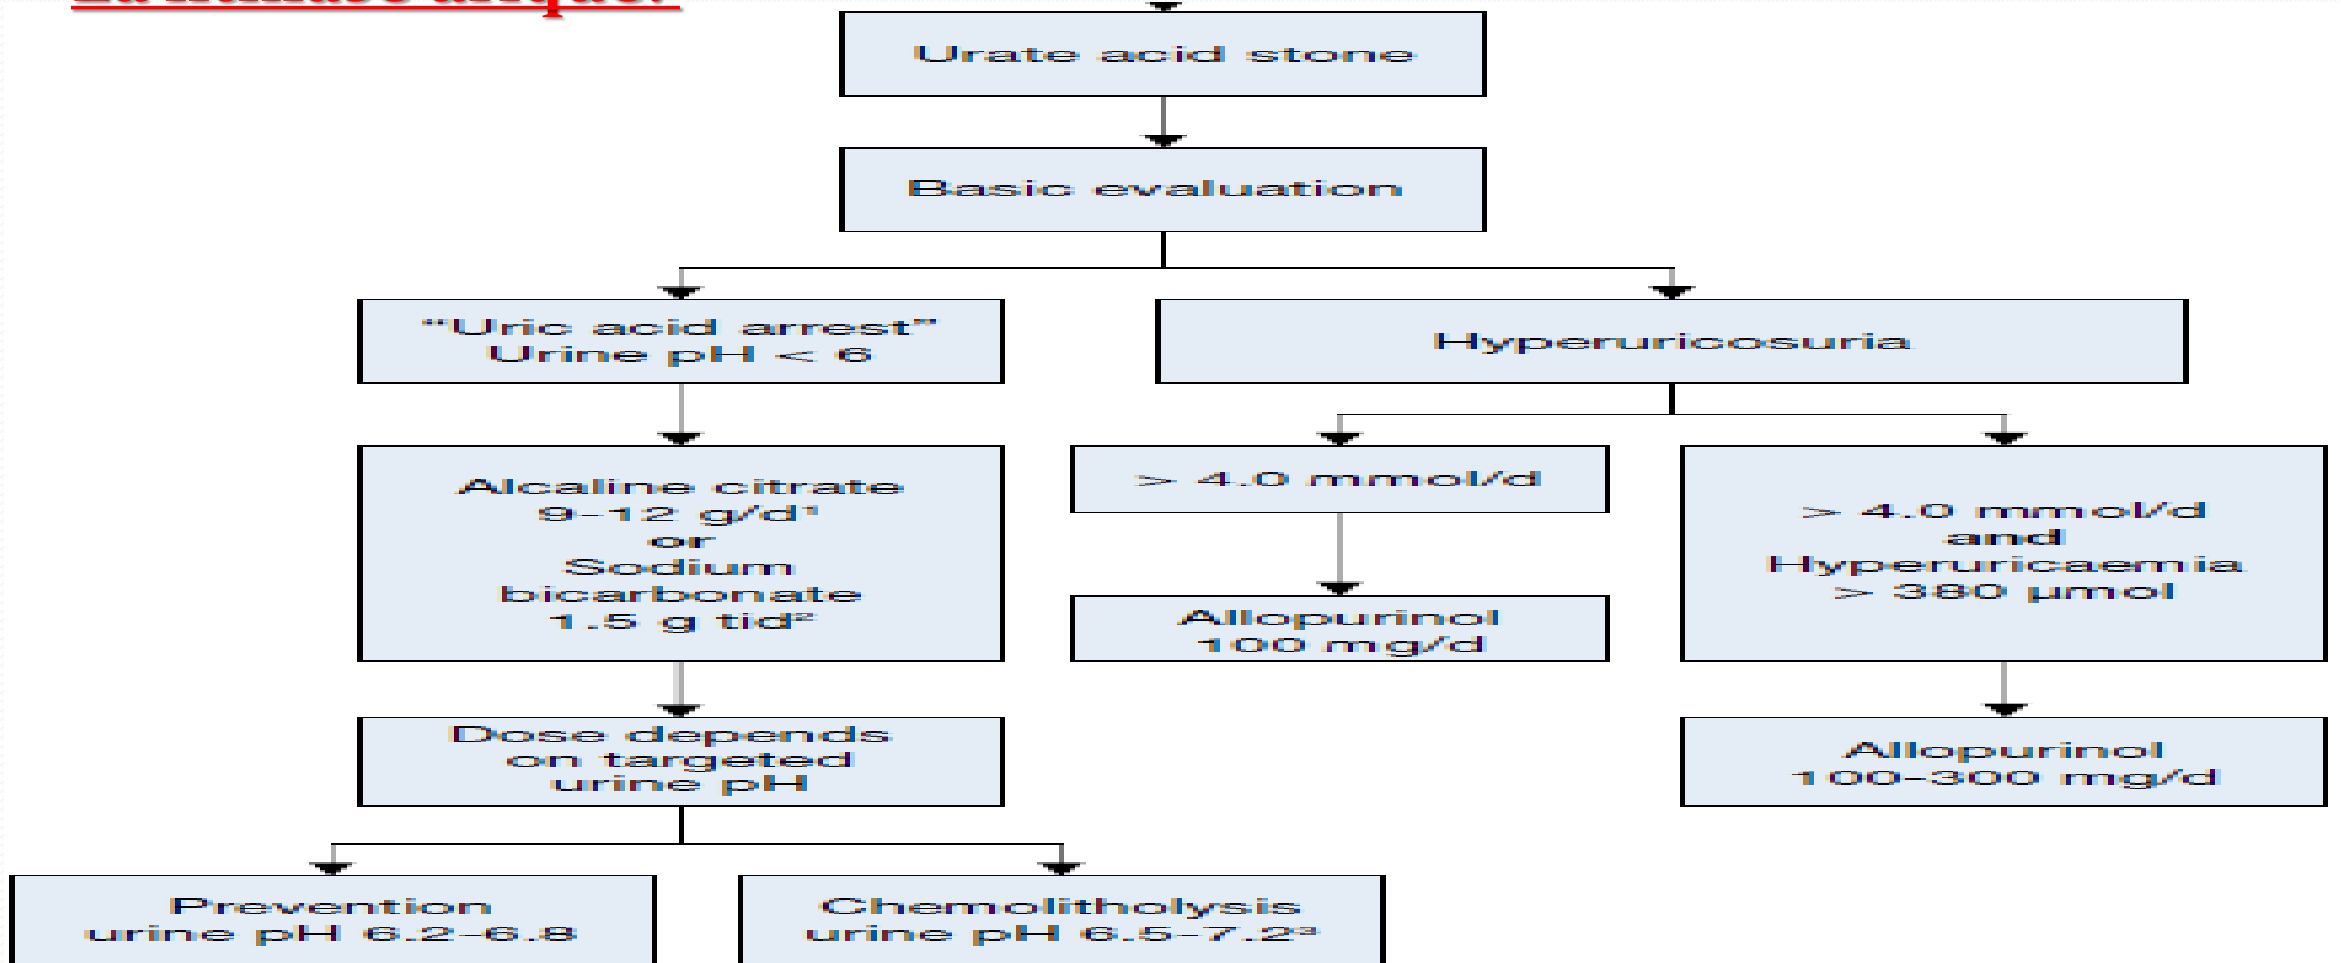 La lithiase urique:
Urate acid stone
Basic evaluation
“Uric acid arrest”
Urine pH < 6
Hyperuricosuria
Alcaline citrate
9-12 g/d¹
or
Sodium
bicarbonate
1.5 g tid²
> 4.0 mmol/d
> 4.0 mmol/d
and
Hyperuricaemia
> 380 µmol
Allopurinol
100 mg/d
Dose depends
on targeted
urine pH
Allopurinol
100-300 mg/d
Prevention
urine pH 6.2-6.8
Chemolitholysis
urine pH 6.5-7.2³